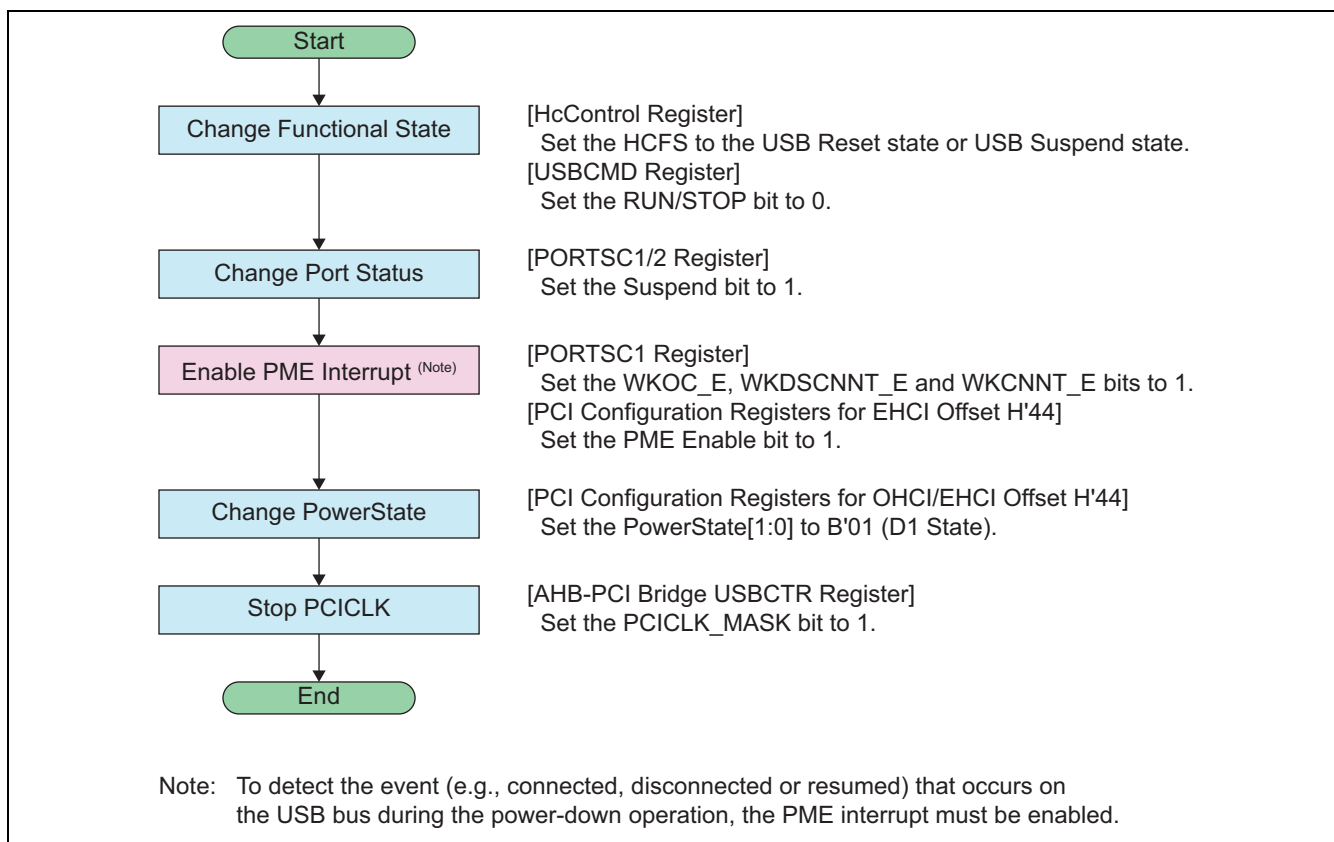 Start
Change Functional State
[HcControl Register]
Set the HCFS to the USB Reset state or USB Suspend state.
[USBCMD Register]
Set the RUN/STOP bit to 0.
Change Port Status
[PORTSC1/2 Register]
Set the Suspend bit to 1.
Enable PME Interrupt (Note)
[PORTSC1 Register]
Set the WKOC_E, WKDSCNNT_E and WKCNNT_E bits to 1.
[PCI Configuration Registers for EHCI Offset H'44]
Set the PME Enable bit to 1.
Change PowerState
[PCI Configuration Registers for OHCI/EHCI Offset H'44]
Set the PowerState[1:0] to B'01 (D1 State).
Stop PCICLK
[AHB-PCI Bridge USBCTR Register]
Set the PCICLK_MASK bit to 1.
End
Note: To detect the event (e.g., connected, disconnected or resumed) that occurs on
the USB bus during the power-down operation, the PME interrupt must be enabled.